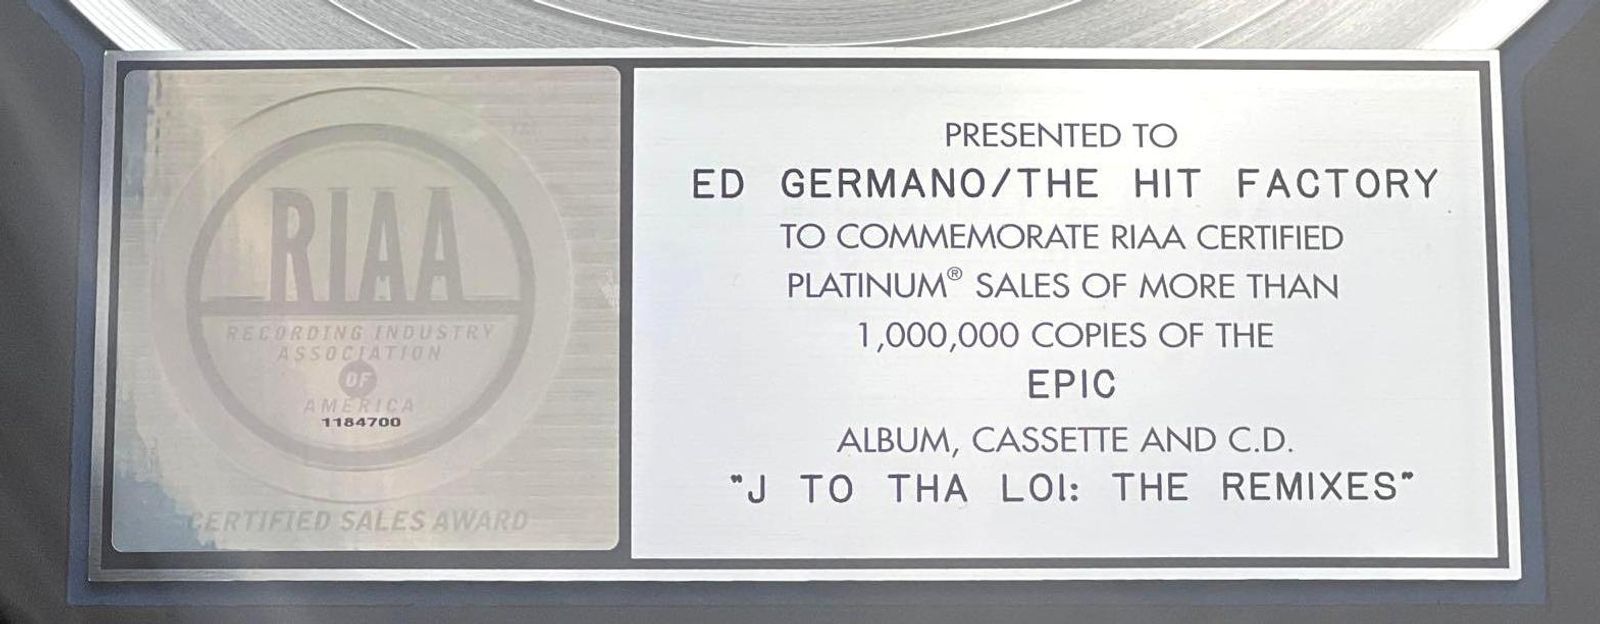 RIAA
RECORDING INDUSTRY
ASSOCIATION
OF
AMERICA
1184700
CERTIFIED SALES AWARD
PRESENTED TO
ED GERMANO/THE HIT FACTORY
TO COMMEMORATE RIAA CERTIFIED
PLATINUM® SALES OF MORE THAN
1,000,000 COPIES OF THE
EPIC
ALBUM, CASSETTE AND C.D.
"J TO THA LOI: THE REMIXES"